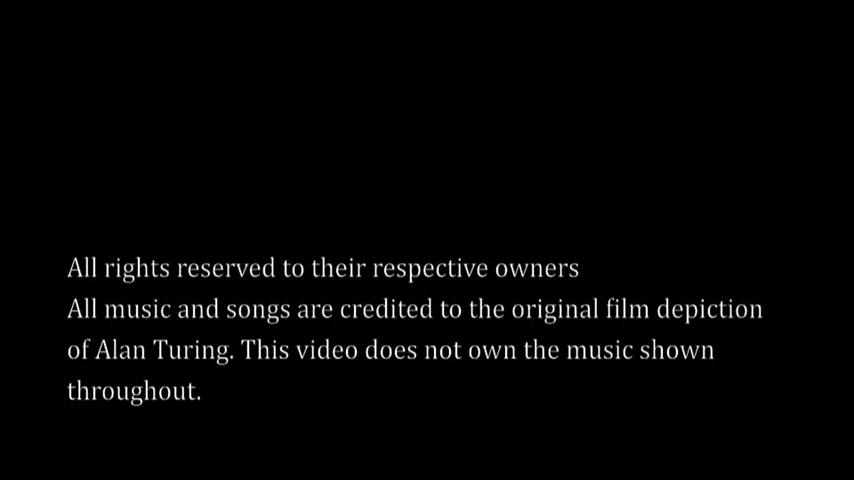 All rights reserved to their respective owners
All music and songs are credited to the original film depiction
of Alan Turing. This video does not own the music shown
throughout.